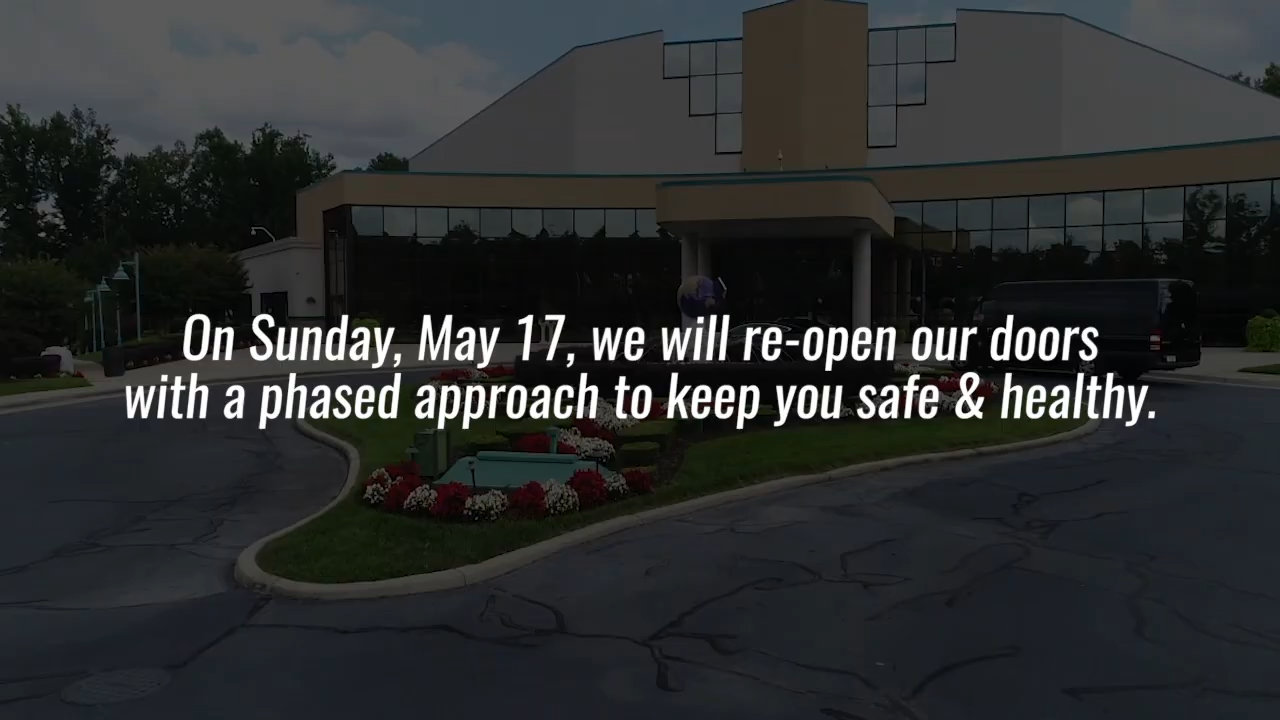 On Sunday, May 17, we will re-open our doors
with a phased approach to keep you safe & healthy.